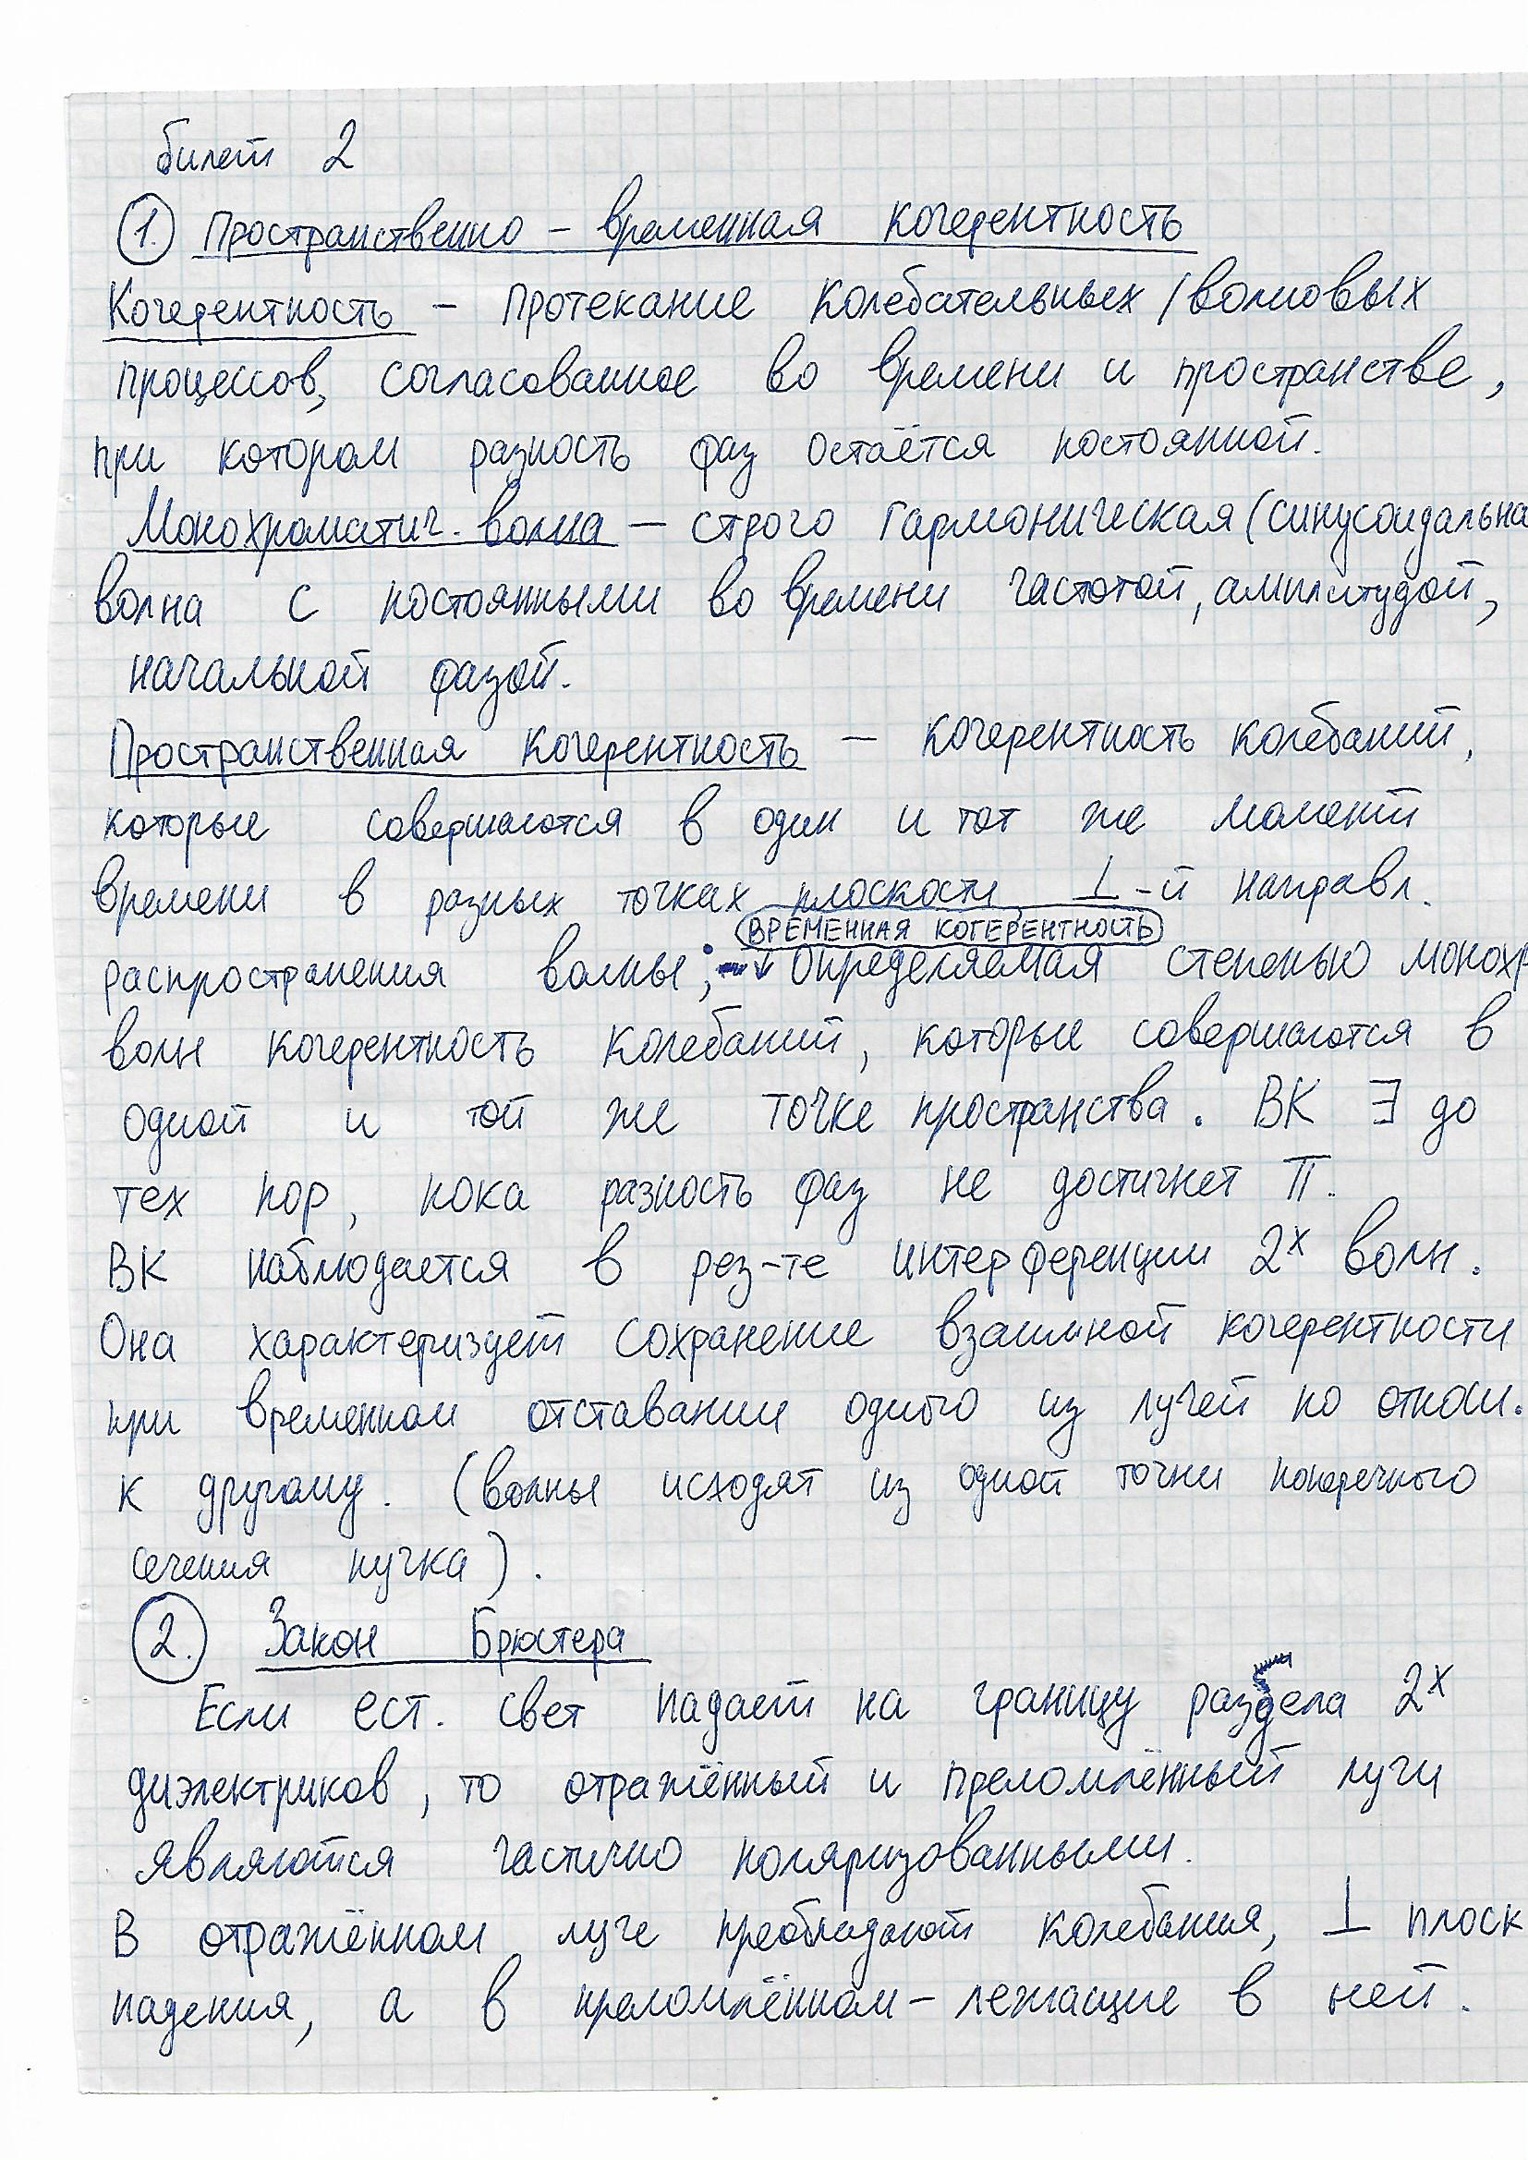 билет 2
1. Пространственно - временная когерентность
Когерентность - протекание колебательных / волновых
процессов, согласованное во времени и пространстве,
при котором разность фаз остаётся постоянной.
Монохроматич. волна - строго гармоническая (синусоидальна
волна с постоянными во времени частотой, амплитудой,
начальной фазой.
Пространственная когерентность - когерентность колебаний,
которые совершаются в один и тот же момент
времени в разных точках плоскости, ⊥-й направл.
ВРЕМЕННАЯ КОГЕРЕНТНОСТЬ
распространения волны; ↓ определяемая степенью монохр
волн когерентность колебаний, которые совершаются в
одной и той же точке пространства. ВК ∃ до
тех пор, пока разность фаз не достигнет π.
ВК наблюдается в рез-те интерференции 2х волн.
Она характеризует сохранение взаимной когерентности
при временном отставании одного из лучей по отнош.
к другому. (волны исходят из одной точки поперечного
сечения пучка).
2. Закон Брюстера
Если ест. свет падает на границу раздела 2х
диэлектриков, то отражённый и преломлённый лучи
являются частично поляризованными.
В отражённом луче преобладают колебания, ⊥ плоск
падения, а в преломлённом - лежащие в ней.